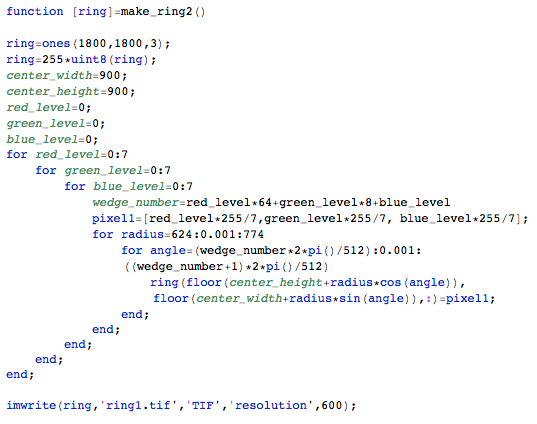 function [ring]=make_ring2()
ring=ones(1800,1800,3);
ring=255*uint8(ring);
center_width=900;
center_height=900;
red_level=0;
green_level=0;
blue_level=0;
for red_level=0:7
for green_level=0:7
for blue_level=0:7
wedge_number=red_level*64+green_level*8+blue_level
pixel1=[red_level*255/7,green_level*255/7, blue_level*255/7];
for radius=624:0.001:774
for angle=(wedge_number*2*pi()/512):0.001:
((wedge_number+1)*2*pi()/512)
ring(floor(center_height+radius*cos(angle)),
floor(center_width+radius*sin(angle)),:)=pixel1;
end;
end;
end;
end;
end;
imwrite(ring,'ring1.tif','TIF','resolution',600);